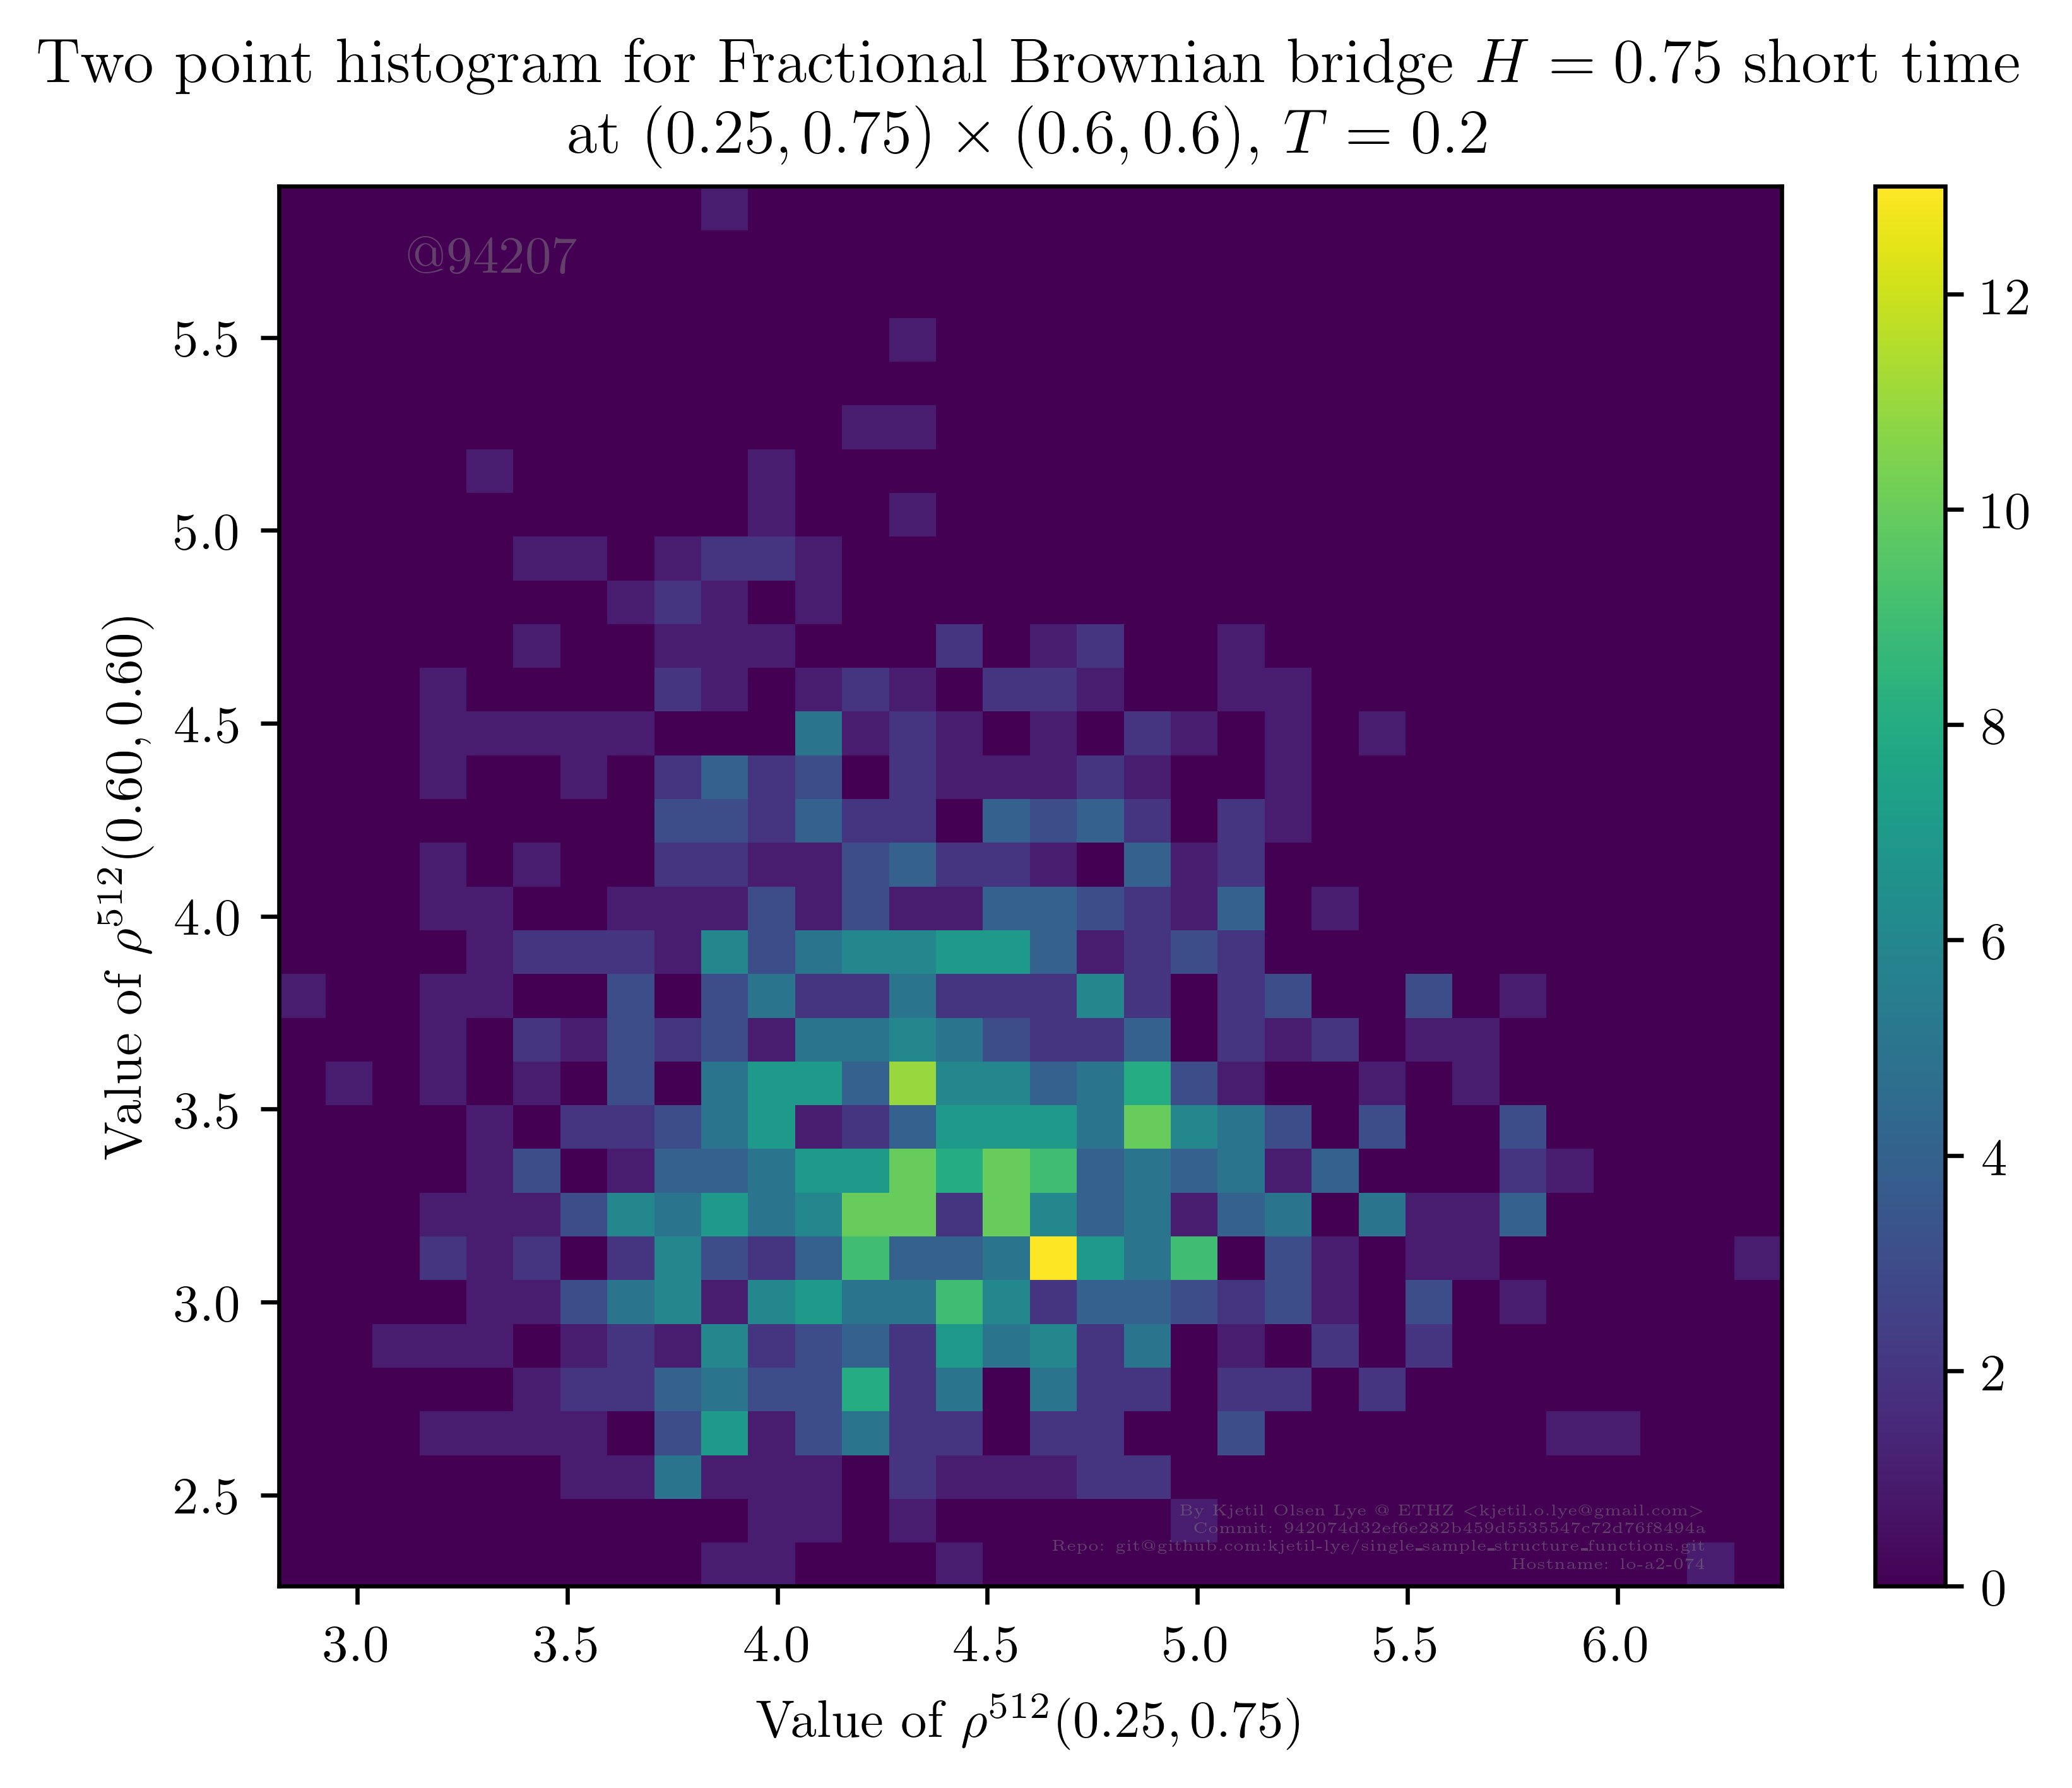 Two point histogram for Fractional Brownian bridge H = 0.75 short time
at (0.25, 0.75) × (0.6, 0.6), T = 0.2
@94207
5.5
5.0
4.5
4.0
3.5
3.0
2.5
Value of ρ^512(0.60, 0.60)
3.0 3.5 4.0 4.5 5.0 5.5 6.0
Value of ρ^512(0.25, 0.75)
12
10
8
6
4
2
0
By Kjetil Olsen Lye @ ETHZ <kjetil.o.lye@gmail.com>
Commit: 942074d32ef6e282b459d5535547c72d76f8494a
Repo: git@github.com:kjetil-lye/single_sample_structure_functions.git
Hostname: lo-a2-074